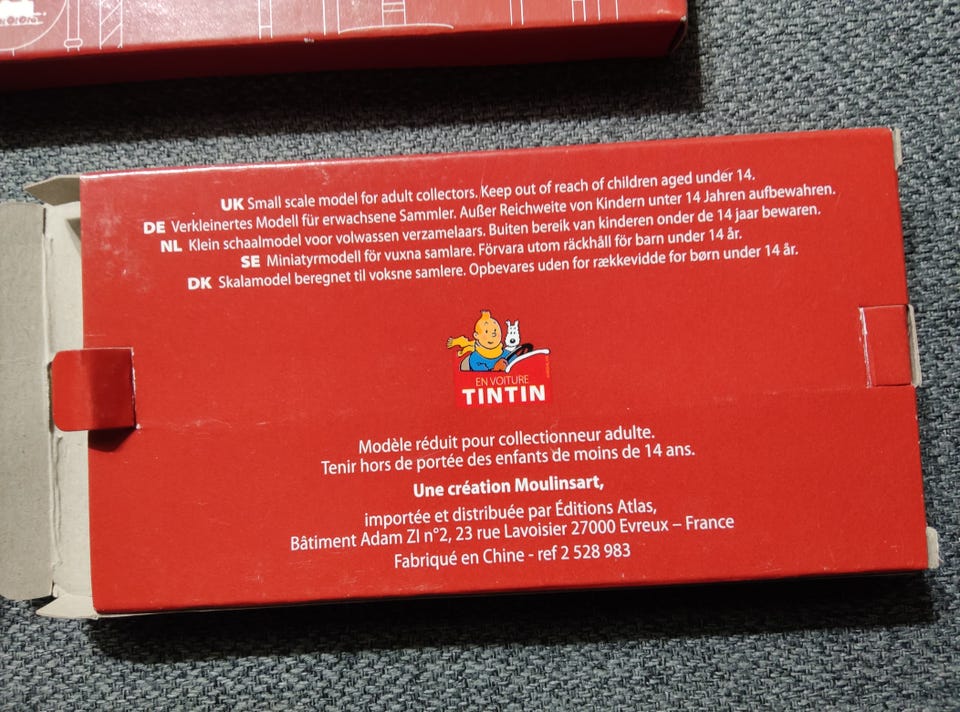 UK Small scale model for adult collectors. Keep out of reach of children aged under 14.
DE Verkleinertes Modell für erwachsene Sammler. Außer Reichweite von Kindern unter 14 Jahren aufbewahren.
NL Klein schaalmodel voor volwassen verzamelaars. Buiten bereik van kinderen onder de 14 jaar bewaren.
SE Miniatyrmodell för vuxna samlare. Förvara utom räckhåll för barn under 14 år.
DK Skalamodel beregnet til voksne samlere. Opbevares uden for rækkevidde for børn under 14 år.
EN VOITURE
TINTIN
Modèle réduit pour collectionneur adulte.
Tenir hors de portée des enfants de moins de 14 ans.
Une création Moulinsart,
importée et distribuée par Éditions Atlas,
Bâtiment Adam ZI n°2, 23 rue Lavoisier 27000 Evreux – France
Fabriqué en Chine - ref 2 528 983